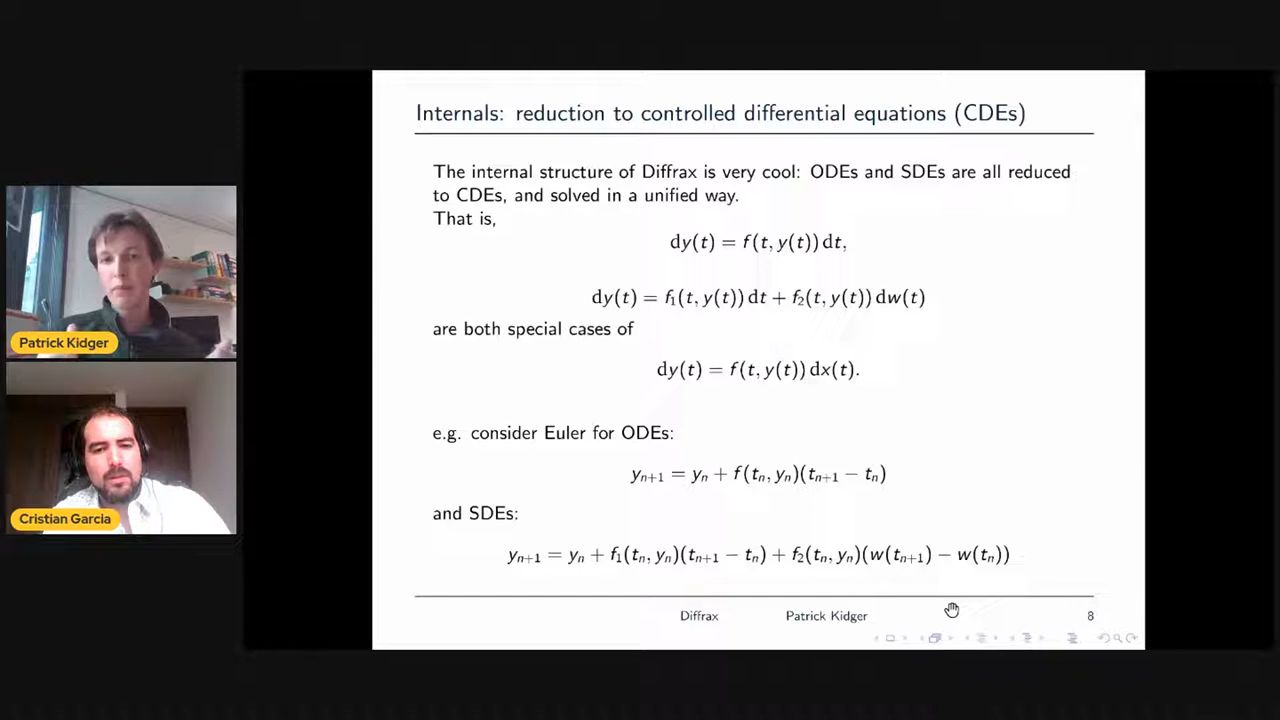 Internals: reduction to controlled differential equations (CDEs)
The internal structure of Diffrax is very cool: ODEs and SDEs are all reduced
to CDEs, and solved in a unified way.
That is,
dy(t) = f(t, y(t)) dt,
dy(t) = f₁(t, y(t)) dt + f₂(t, y(t)) dw(t)
are both special cases of
dy(t) = f(t, y(t)) dx(t).
e.g. consider Euler for ODEs:
yₙ₊₁ = yₙ + f(tₙ, yₙ)(tₙ₊₁ − tₙ)
and SDEs:
yₙ₊₁ = yₙ + f₁(tₙ, yₙ)(tₙ₊₁ − tₙ) + f₂(tₙ, yₙ)(w(tₙ₊₁) − w(tₙ))
Diffrax Patrick Kidger 8
Patrick Kidger
Cristian Garcia